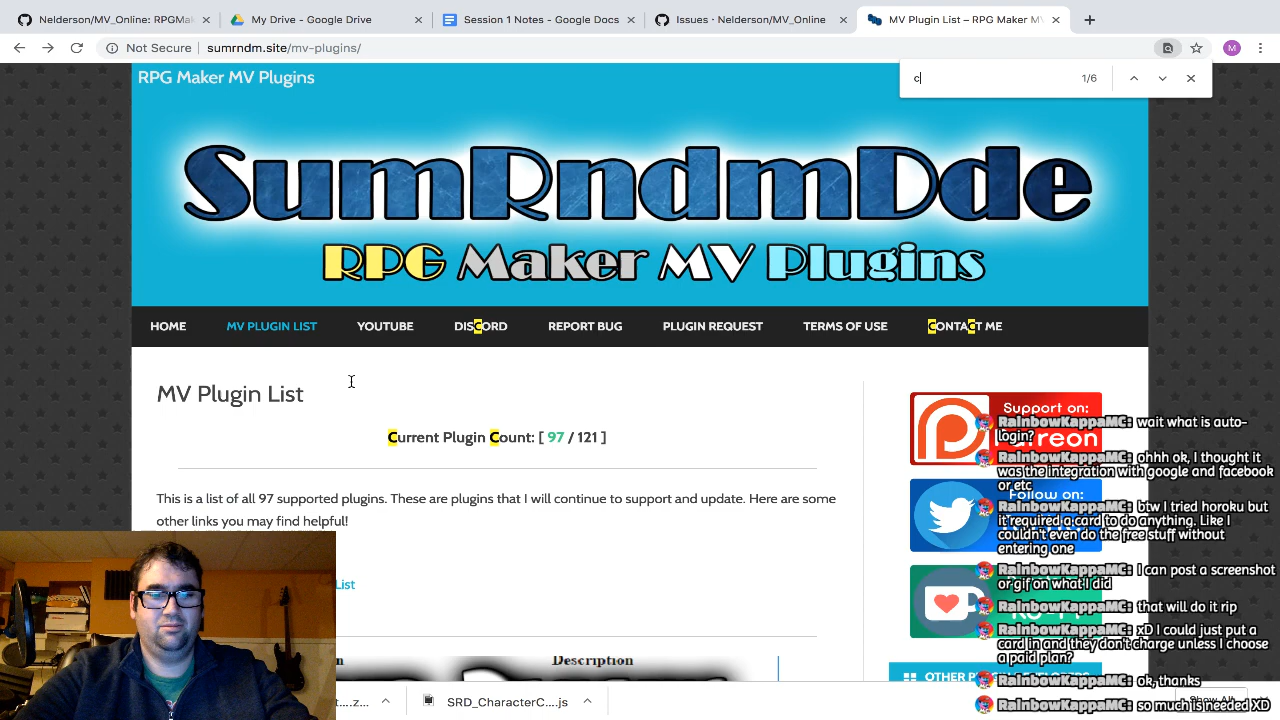 Nelderson/MV_Online: RPGMak
My Drive - Google Drive
Session 1 Notes - Google Docs
Issues · Nelderson/MV_Online
MV Plugin List – RPG Maker MV
Not Secure
sumrndm.site/mv-plugins/
M
c
1/6
RPG Maker MV Plugins
SumRndmDde
RPG Maker MV Plugins
HOME
MV PLUGIN LIST
YOUTUBE
DISCORD
REPORT BUG
PLUGIN REQUEST
TERMS OF USE
CONTACT ME
MV Plugin List
Current Plugin Count: [ 97 / 121 ]
This is a list of all 97 supported plugins. These are plugins that I will continue to support and update. Here are some
other links you may find helpful!
List
Description
Support on:
Follow on:
OTHER
RainbowKappaMC: wait what is auto-
login?
RainbowKappaMC: ohhh ok, I thought it
was the integration with google and facebook
or etc
RainbowKappaMC: btw I tried horoku but
it required a card to do anything. Like I
couldn't even do the free stuff without
entering one
RainbowKappaMC: I can post a screenshot
or gif on what I did
RainbowKappaMC: that will do it rip
RainbowKappaMC: xD I could just put a
card in and they don't charge unless I choose
a paid plan?
RainbowKappaMC: ok, thanks
RainbowKappaMC: so much is needed XD
t....z...
SRD_CharacterC....js